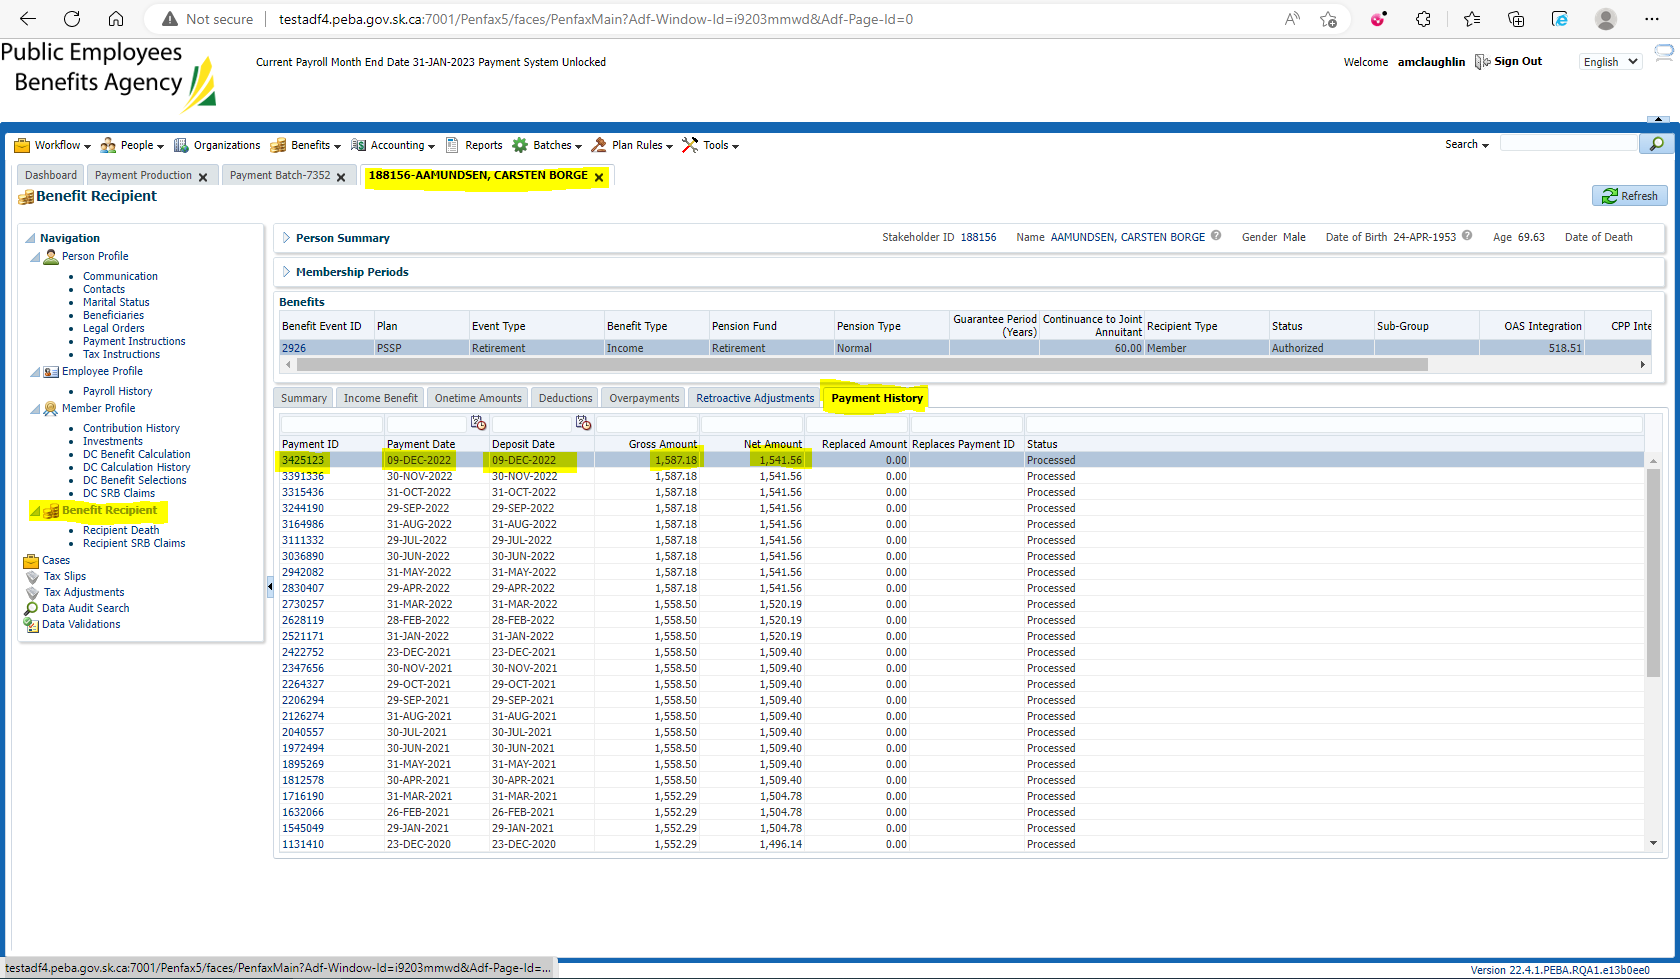 Not secure | testadf4.peba.gov.sk.ca:7001/Penfax5/faces/PenfaxMain?Adf-Window-Id=i9203mmwd&Adf-Page-Id=0
Public Employees
Benefits Agency
Current Payroll Month End Date 31-JAN-2023 Payment System Unlocked
Welcome amclaughlin Sign Out English
Workflow People Organizations Benefits Accounting Reports Batches Plan Rules Tools Search
Dashboard Payment Production Payment Batch-7352 188156-AAMUNDSEN, CARSTEN BORGE
Benefit Recipient Refresh
Navigation
Person Profile
Communication
Contacts
Marital Status
Beneficiaries
Legal Orders
Payment Instructions
Tax Instructions
Employee Profile
Payroll History
Member Profile
Contribution History
Investments
DC Benefit Calculation
DC Calculation History
DC Benefit Selections
DC SRB Claims
Benefit Recipient
Recipient Death
Recipient SRB Claims
Cases
Tax Slips
Tax Adjustments
Data Audit Search
Data Validations
Person Summary Stakeholder ID 188156 Name AAMUNDSEN, CARSTEN BORGE Gender Male Date of Birth 24-APR-1953 Age 69.63 Date of Death
Membership Periods
Benefits
Benefit Event ID Plan Event Type Benefit Type Pension Fund Pension Type Guarantee Period (Years) Continuance to Joint Annuitant Recipient Type Status Sub-Group OAS Integration CPP Inte
2926 PSSP Retirement Income Retirement Normal 60.00 Member Authorized 518.51
Summary Income Benefit Onetime Amounts Deductions Overpayments Retroactive Adjustments Payment History
Payment ID Payment Date Deposit Date Gross Amount Net Amount Replaced Amount Replaces Payment ID Status
3425123 09-DEC-2022 09-DEC-2022 1,587.18 1,541.56 0.00 Processed
3391336 30-NOV-2022 30-NOV-2022 1,587.18 1,541.56 0.00 Processed
3315436 31-OCT-2022 31-OCT-2022 1,587.18 1,541.56 0.00 Processed
3244190 29-SEP-2022 29-SEP-2022 1,587.18 1,541.56 0.00 Processed
3164986 31-AUG-2022 31-AUG-2022 1,587.18 1,541.56 0.00 Processed
3111332 29-JUL-2022 29-JUL-2022 1,587.18 1,541.56 0.00 Processed
3036890 30-JUN-2022 30-JUN-2022 1,587.18 1,541.56 0.00 Processed
2942082 31-MAY-2022 31-MAY-2022 1,587.18 1,541.56 0.00 Processed
2830407 29-APR-2022 29-APR-2022 1,587.18 1,541.56 0.00 Processed
2730257 31-MAR-2022 31-MAR-2022 1,558.50 1,520.19 0.00 Processed
2628119 28-FEB-2022 28-FEB-2022 1,558.50 1,520.19 0.00 Processed
2521171 31-JAN-2022 31-JAN-2022 1,558.50 1,520.19 0.00 Processed
2422752 23-DEC-2021 23-DEC-2021 1,558.50 1,509.40 0.00 Processed
2347656 30-NOV-2021 30-NOV-2021 1,558.50 1,509.40 0.00 Processed
2264327 29-OCT-2021 29-OCT-2021 1,558.50 1,509.40 0.00 Processed
2206294 29-SEP-2021 29-SEP-2021 1,558.50 1,509.40 0.00 Processed
2126274 31-AUG-2021 31-AUG-2021 1,558.50 1,509.40 0.00 Processed
2040557 30-JUL-2021 30-JUL-2021 1,558.50 1,509.40 0.00 Processed
1972494 30-JUN-2021 30-JUN-2021 1,558.50 1,509.40 0.00 Processed
1895269 31-MAY-2021 31-MAY-2021 1,558.50 1,509.40 0.00 Processed
1812578 30-APR-2021 30-APR-2021 1,558.50 1,509.40 0.00 Processed
1716190 31-MAR-2021 31-MAR-2021 1,552.29 1,504.78 0.00 Processed
1632066 26-FEB-2021 26-FEB-2021 1,552.29 1,504.78 0.00 Processed
1545049 29-JAN-2021 29-JAN-2021 1,552.29 1,504.78 0.00 Processed
1131410 23-DEC-2020 23-DEC-2020 1,552.29 1,496.14 0.00 Processed
testadf4.peba.gov.sk.ca:7001/Penfax5/faces/PenfaxMain?Adf-Window-Id=i9203mmwd&Adf-Page-Id=...
Version 22.4.1.PEBA.RQA1.e13b0ee0